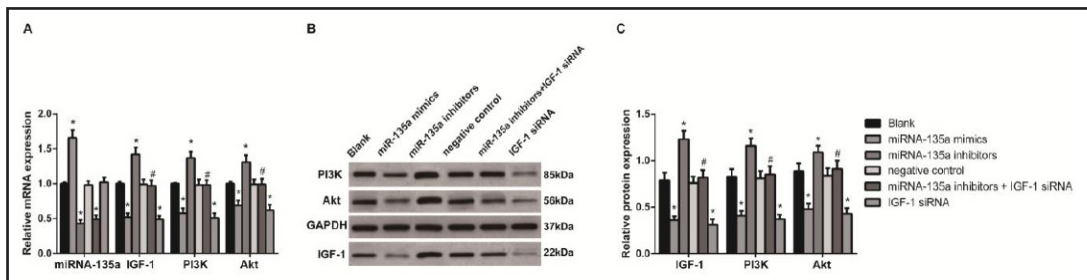 A
Relative mRNA expression
2.0
1.5
1.0
0.5
0.0
* * * *
* * * * # * * # * * # *
miRNA-135a IGF-1 PI3K Akt
B
Blank
miR-135a mimics
miR-135a inhibitors
negative control
miR-135a inhibitors+IGF-1 siRNA
IGF-1 siRNA
PI3K 85kDa
Akt 56kDa
GAPDH 37kDa
IGF-1 22kDa
C
Relative protein expression
1.5
1.0
0.5
0.0
* * *
* # * * # * * # *
IGF-1 PI3K Akt
Blank
miRNA-135a mimics
miRNA-135a inhibitors
negative control
miRNA-135a inhibitors + IGF-1 siRNA
IGF-1 siRNA